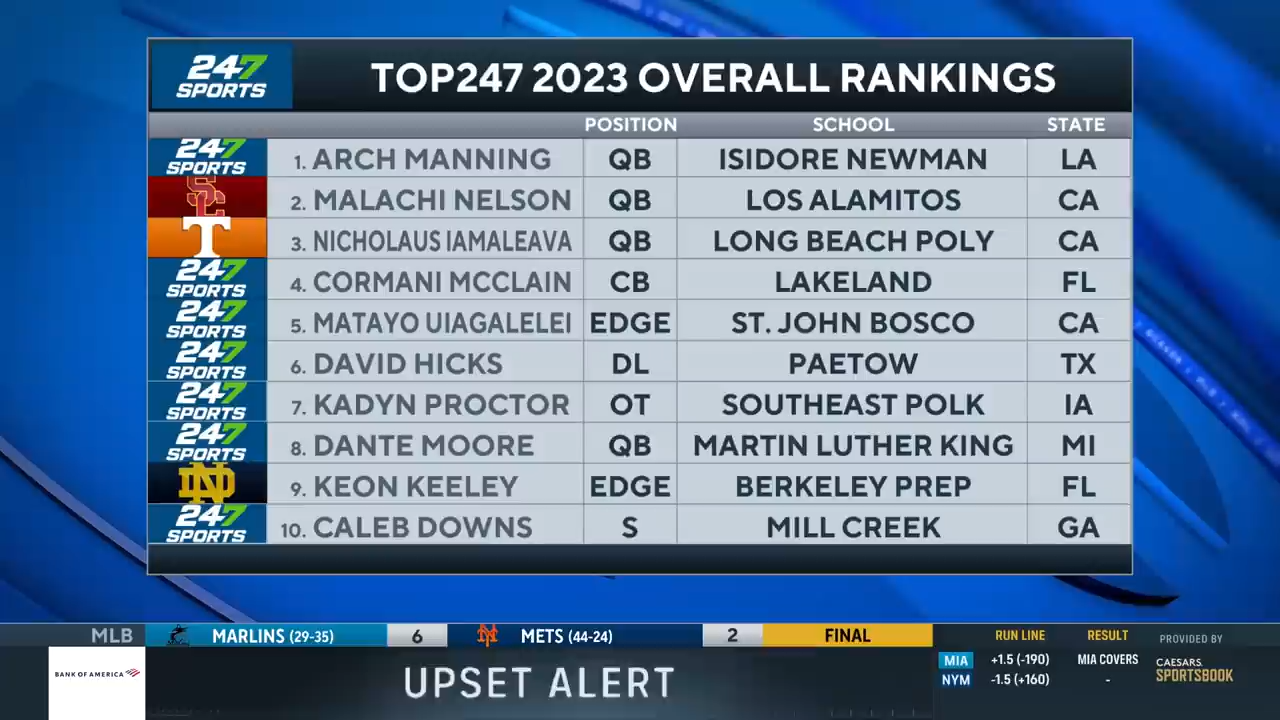 247 SPORTS TOP247 2023 OVERALL RANKINGS
POSITION SCHOOL STATE
247 SPORTS 1. ARCH MANNING QB ISIDORE NEWMAN LA
SC 2. MALACHI NELSON QB LOS ALAMITOS CA
T 3. NICHOLAUS IAMALEAVA QB LONG BEACH POLY CA
247 SPORTS 4. CORMANI MCCLAIN CB LAKELAND FL
247 SPORTS 5. MATAYO UIAGALELEI EDGE ST. JOHN BOSCO CA
247 SPORTS 6. DAVID HICKS DL PAETOW TX
247 SPORTS 7. KADYN PROCTOR OT SOUTHEAST POLK IA
247 SPORTS 8. DANTE MOORE QB MARTIN LUTHER KING MI
ND 9. KEON KEELEY EDGE BERKELEY PREP FL
247 SPORTS 10. CALEB DOWNS S MILL CREEK GA
MLB MARLINS (29-35) 6 NY METS (44-24) 2 FINAL
RUN LINE RESULT PROVIDED BY
MIA +1.5 (-190) MIA COVERS CAESARS
NYM -1.5 (+160) - SPORTSBOOK
BANK OF AMERICA UPSET ALERT